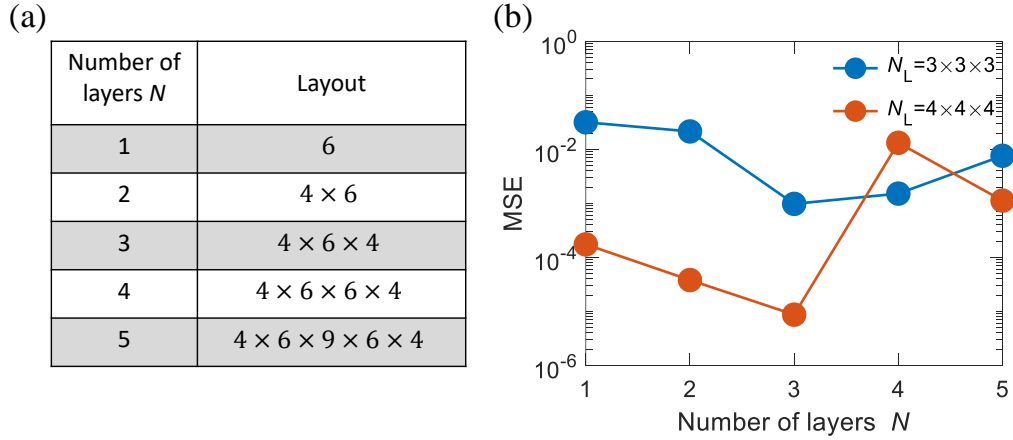 (a)
Number of
layers N
Layout
1
6
2
4 × 6
3
4 × 6 × 4
4
4 × 6 × 6 × 4
5
4 × 6 × 9 × 6 × 4
(b)
10^0
10^-2
10^-4
10^-6
MSE
N_L=3×3×3
N_L=4×4×4
1 2 3 4 5
Number of layers N